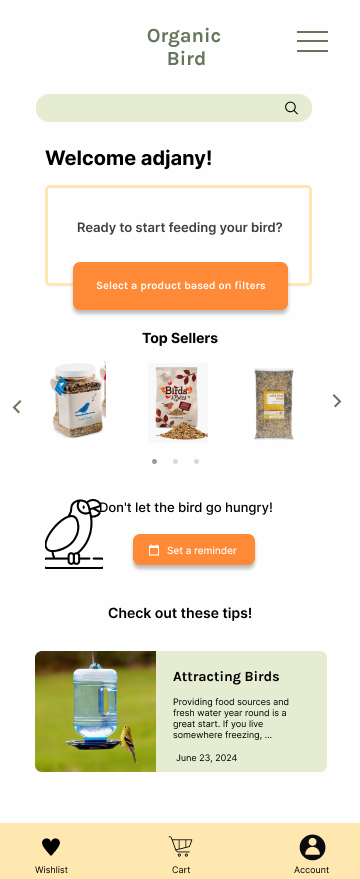 Organic
Bird
Welcome adjany!
Ready to start feeding your bird?
Select a product based on filters
Top Sellers
Birds
Bees
Don't let the bird go hungry!
Set a reminder
Check out these tips!
Attracting Birds
Providing food sources and
fresh water year round is a
great start. If you live
somewhere freezing, ...
June 23, 2024
Wishlist
Cart
Account